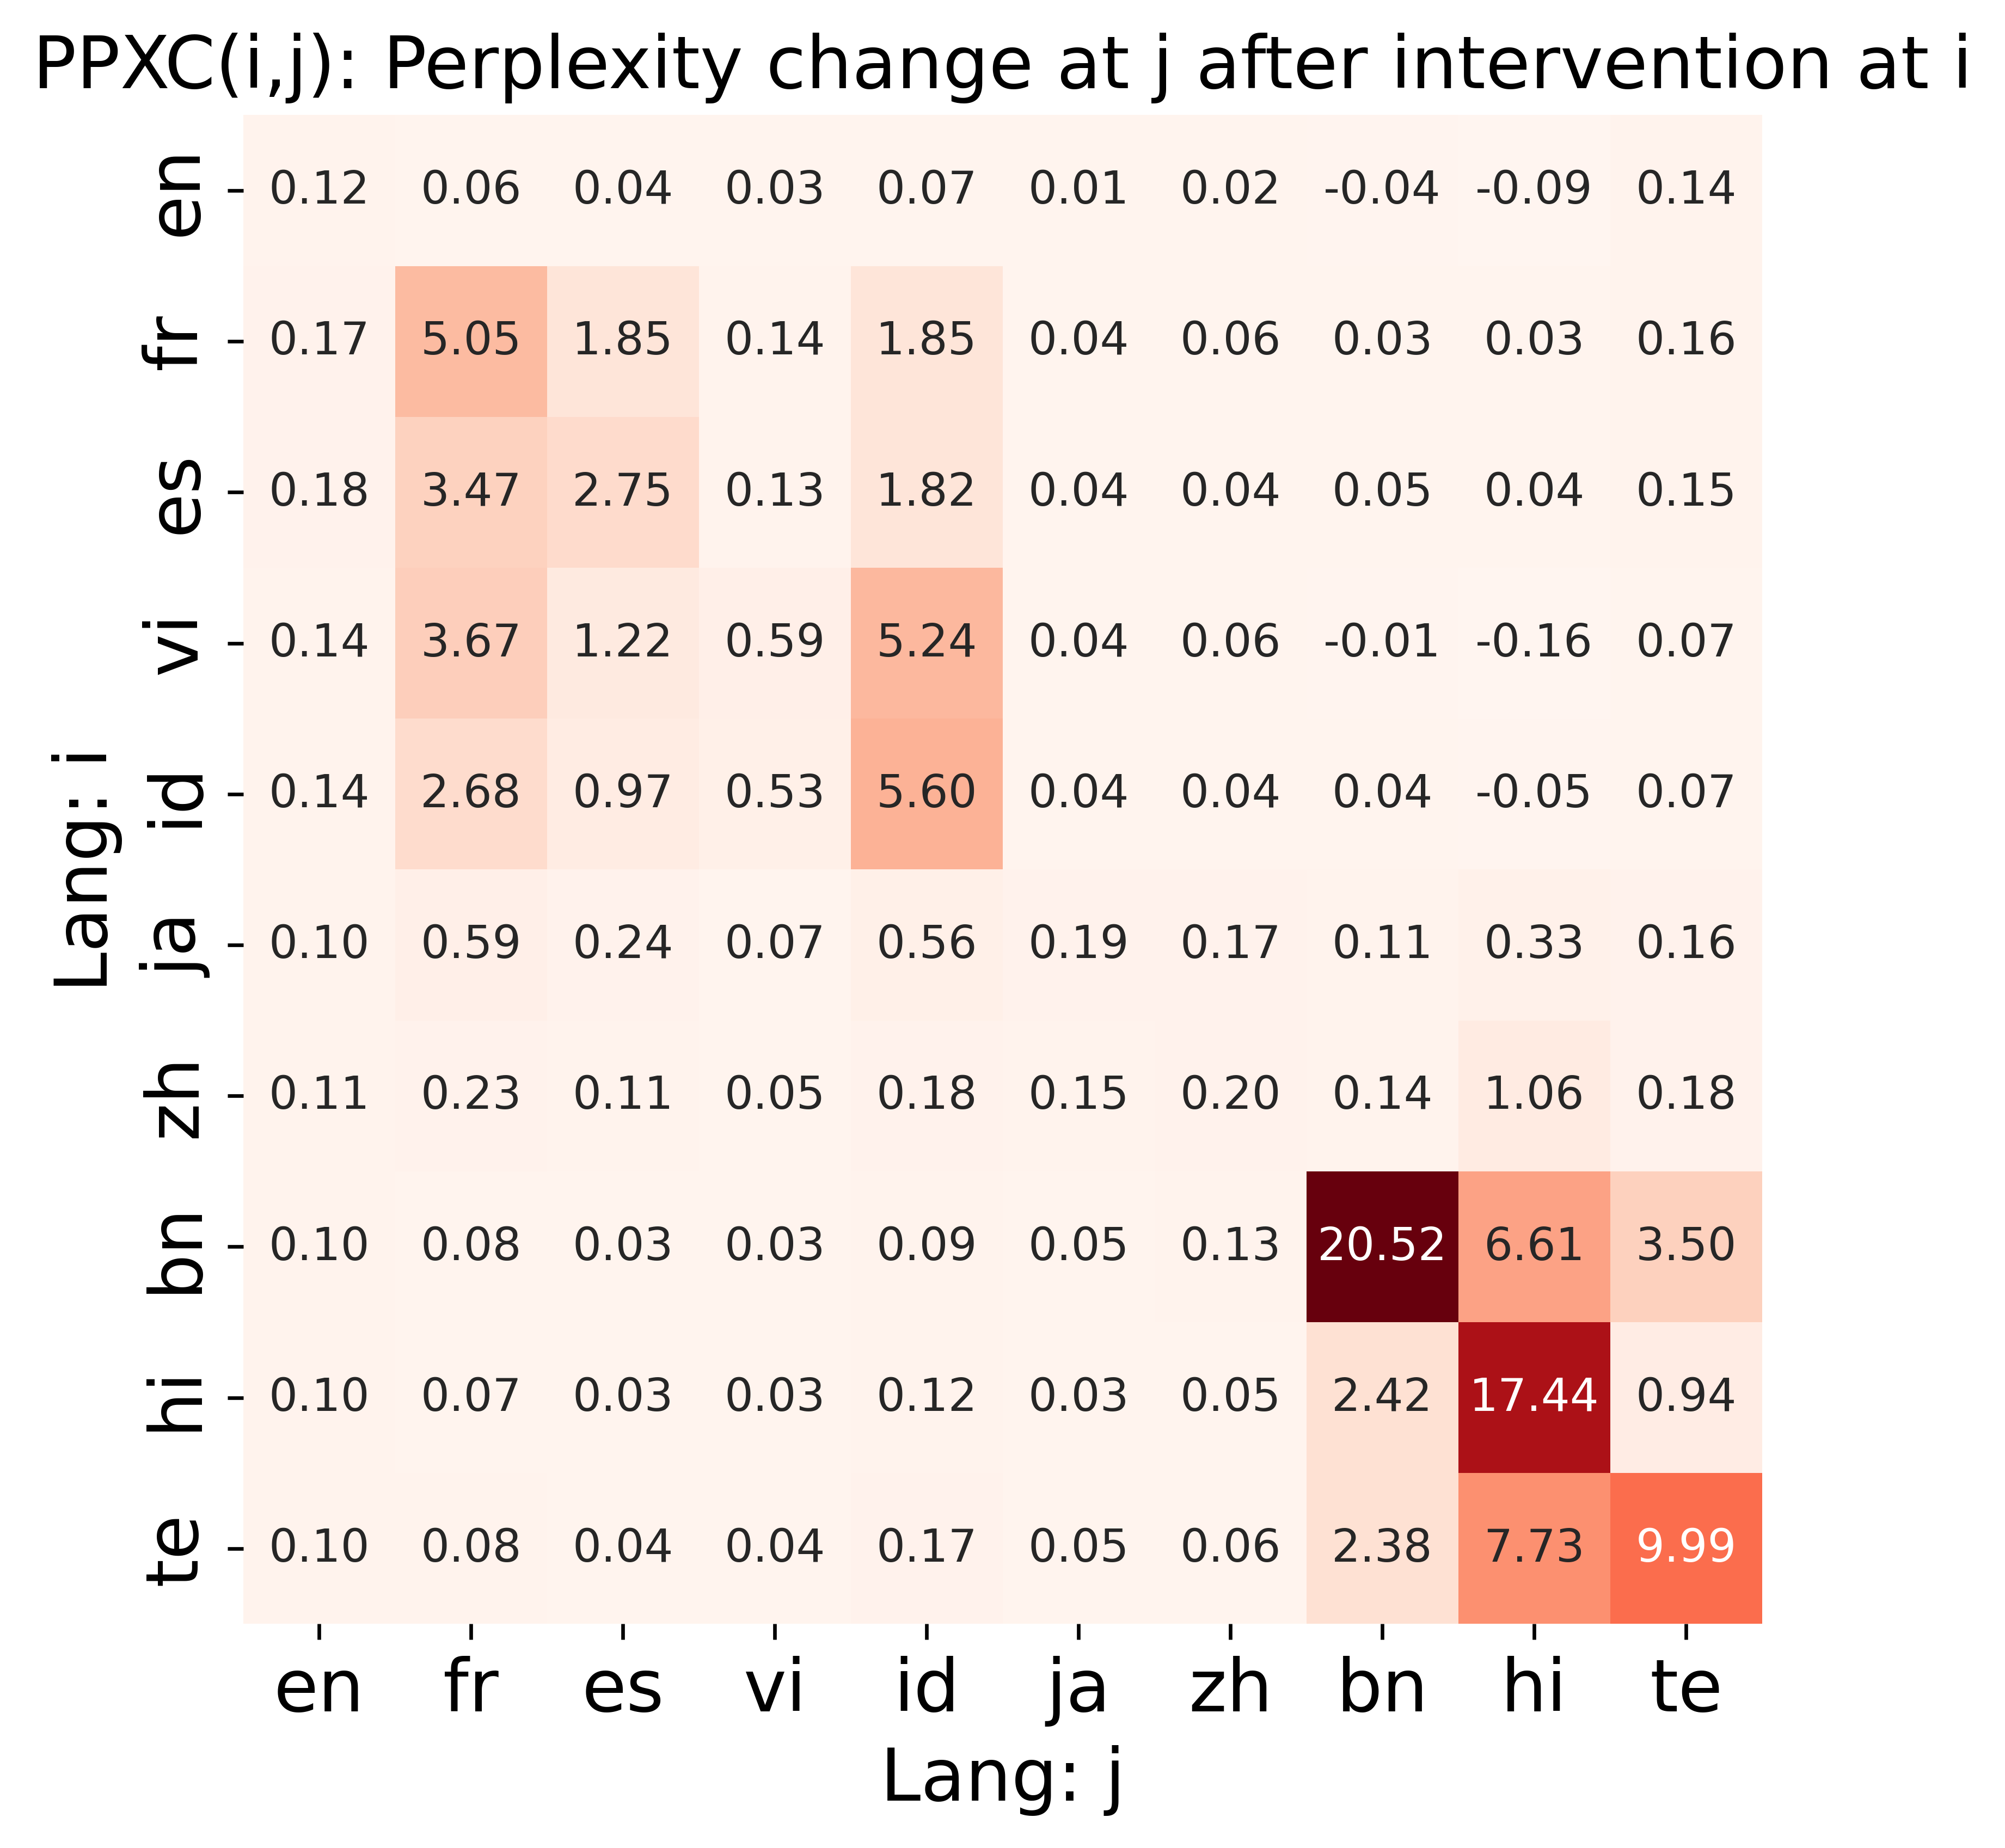 PPXC(i,j): Perplexity change at j after intervention at i
Lang: i
en 0.12 0.06 0.04 0.03 0.07 0.01 0.02 -0.04 -0.09 0.14
fr 0.17 5.05 1.85 0.14 1.85 0.04 0.06 0.03 0.03 0.16
es 0.18 3.47 2.75 0.13 1.82 0.04 0.04 0.05 0.04 0.15
vi 0.14 3.67 1.22 0.59 5.24 0.04 0.06 -0.01 -0.16 0.07
id 0.14 2.68 0.97 0.53 5.60 0.04 0.04 0.04 -0.05 0.07
ja 0.10 0.59 0.24 0.07 0.56 0.19 0.17 0.11 0.33 0.16
zh 0.11 0.23 0.11 0.05 0.18 0.15 0.20 0.14 1.06 0.18
bn 0.10 0.08 0.03 0.03 0.09 0.05 0.13 20.52 6.61 3.50
hi 0.10 0.07 0.03 0.03 0.12 0.03 0.05 2.42 17.44 0.94
te 0.10 0.08 0.04 0.04 0.17 0.05 0.06 2.38 7.73 9.99
en fr es vi id ja zh bn hi te
Lang: j